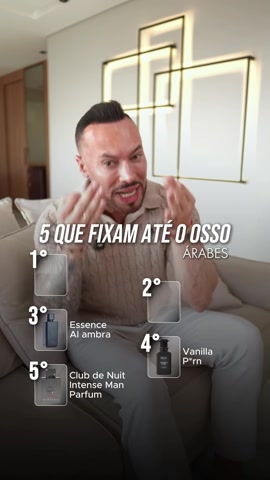 5 QUE FIXAM ATÉ O OSSO
ÁRABES
1°
2°
3°
Essence
Al ambra
4°
Vanilla
P*rn
5°
Club de Nuit
Intense Man
Parfum